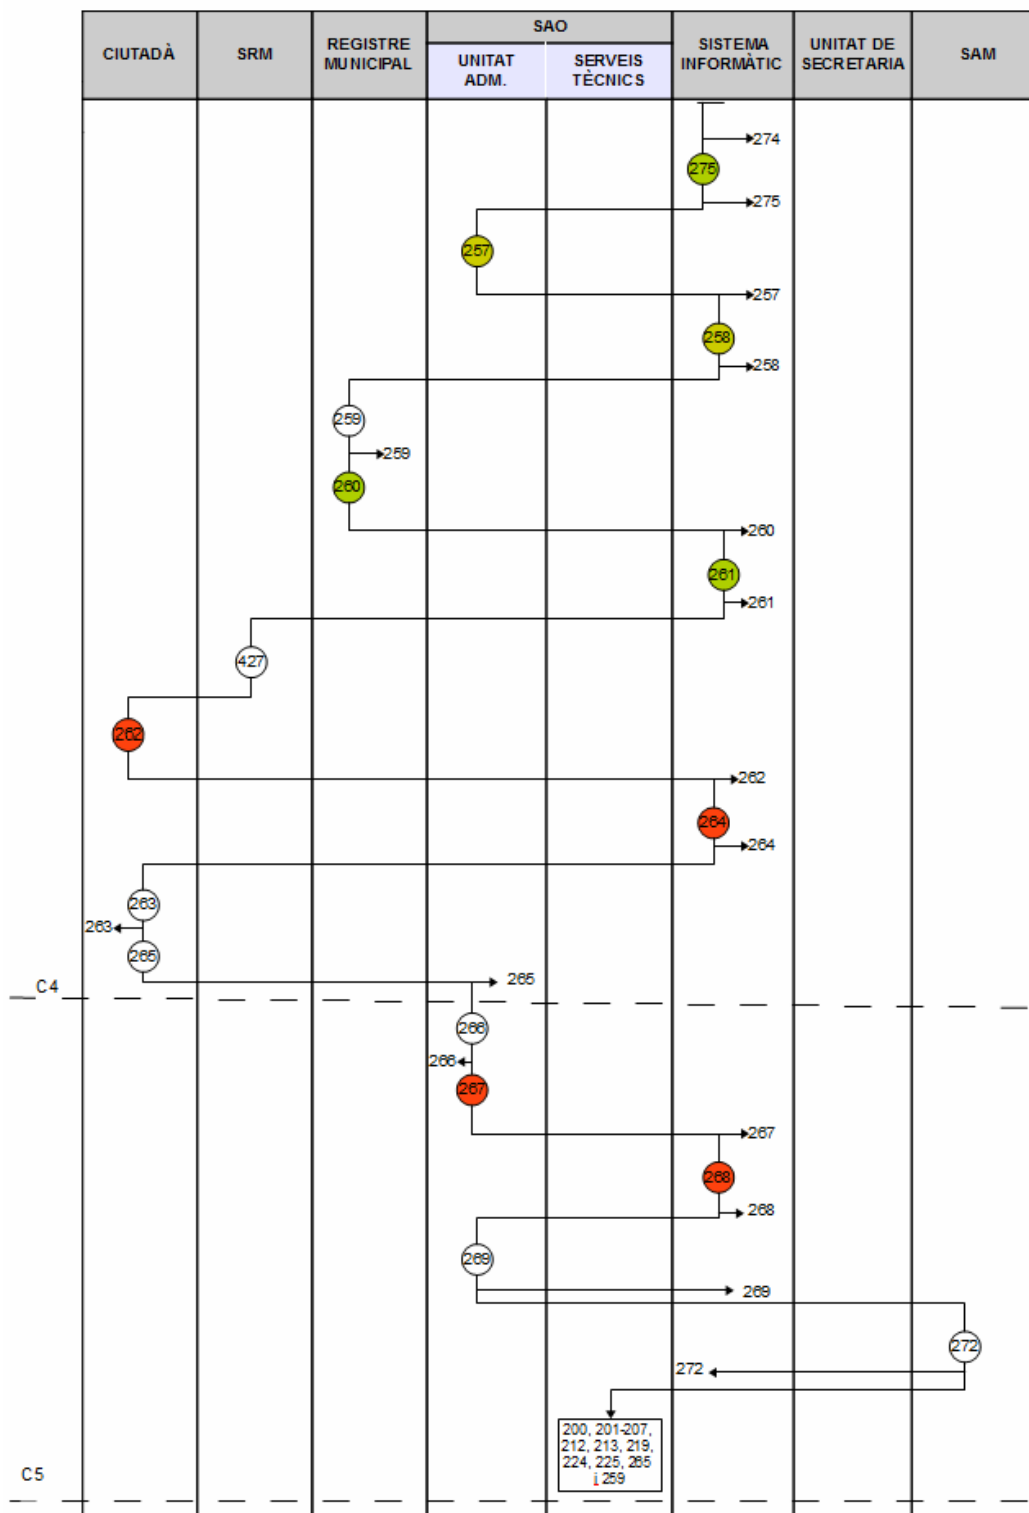 SAO
CIUTADÀ
SRM
REGISTRE
MUNICIPAL
UNITAT
ADM.
SERVEIS
TÈCNICS
SISTEMA
INFORMÀTIC
UNITAT DE
SECRETARIA
SAM
274
275
275
257
257
258
258
259
259
260
260
261
261
427
262
262
264
264
263
263
265
265
C4
266
266
267
267
268
268
269
269
272
272
200, 201-207,
212, 213, 219,
224, 225, 265
i 259
C5